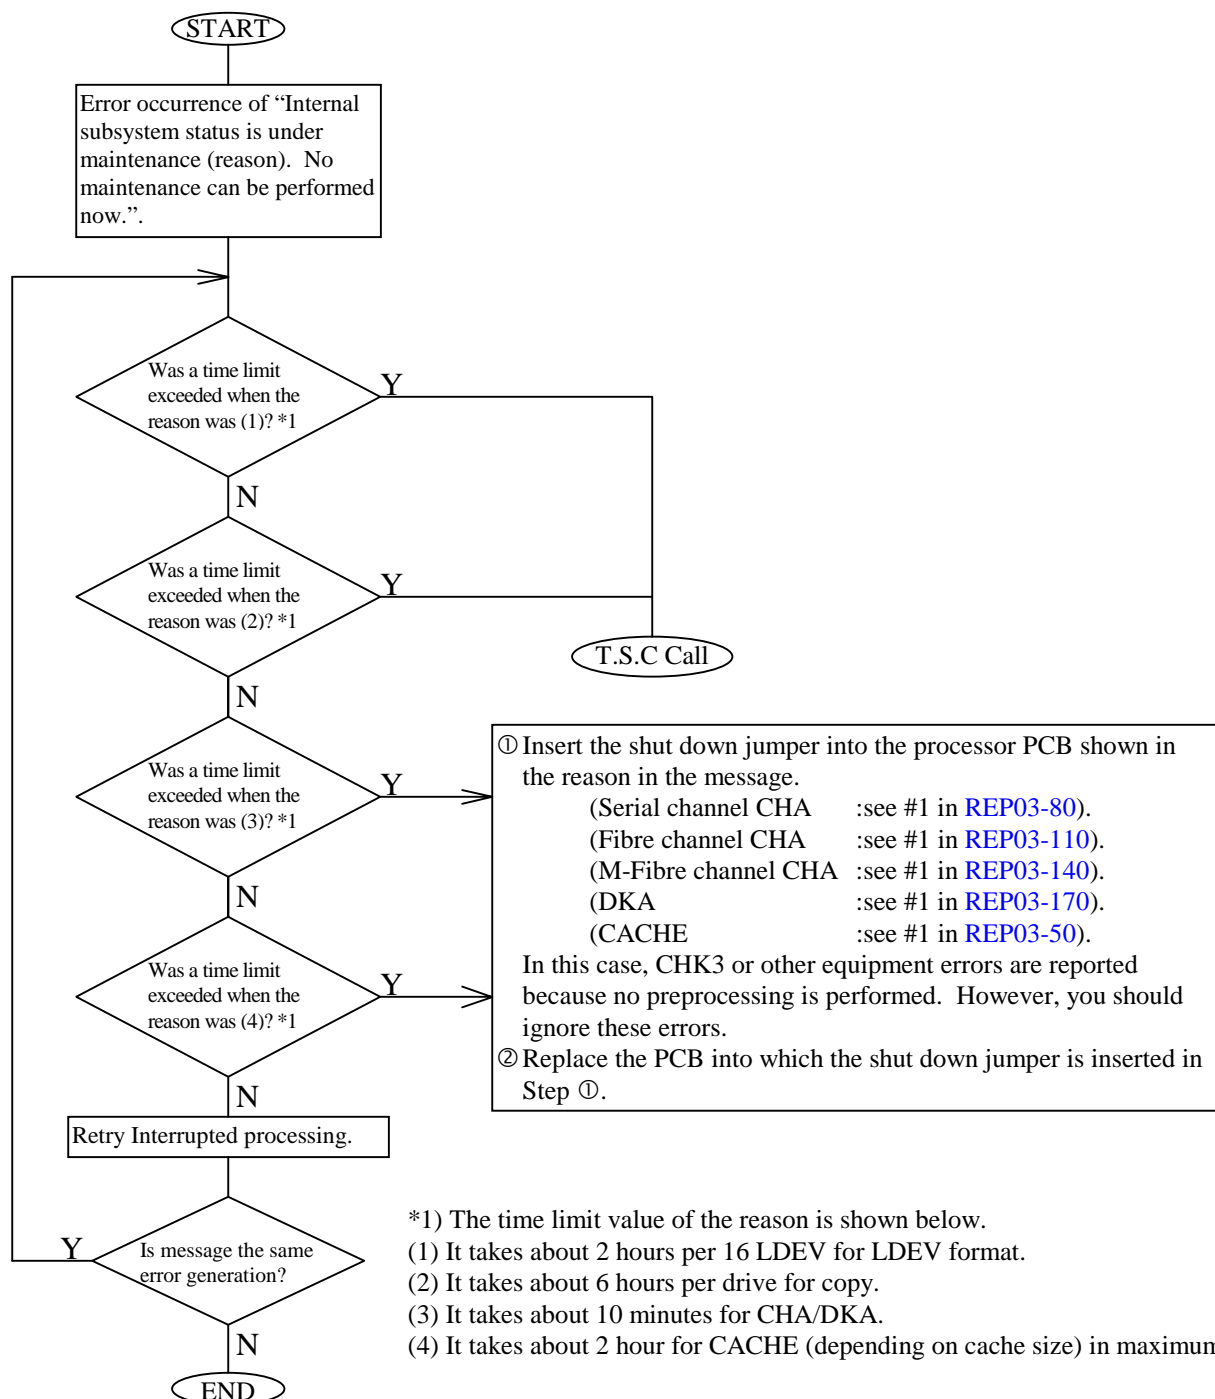 START
Error occurrence of “Internal
subsystem status is under
maintenance (reason).  No
maintenance can be performed
now.”.
Was a time limit
exceeded when the
reason was (1)? *1
Y
N
Was a time limit
exceeded when the
reason was (2)? *1
Y
T.S.C Call
N
Was a time limit
exceeded when the
reason was (3)? *1
Y
① Insert the shut down jumper into the processor PCB shown in
the reason in the message.
(Serial channel CHA :see #1 in REP03-80).
(Fibre channel CHA :see #1 in REP03-110).
(M-Fibre channel CHA :see #1 in REP03-140).
(DKA :see #1 in REP03-170).
(CACHE :see #1 in REP03-50).
In this case, CHK3 or other equipment errors are reported
because no preprocessing is performed.  However, you should
ignore these errors.
② Replace the PCB into which the shut down jumper is inserted in
Step ①.
N
Was a time limit
exceeded when the
reason was (4)? *1
Y
N
Retry Interrupted processing.
Is message the same
error generation?
Y
N
END
*1) The time limit value of the reason is shown below.
(1) It takes about 2 hours per 16 LDEV for LDEV format.
(2) It takes about 6 hours per drive for copy.
(3) It takes about 10 minutes for CHA/DKA.
(4) It takes about 2 hour for CACHE (depending on cache size) in maximum